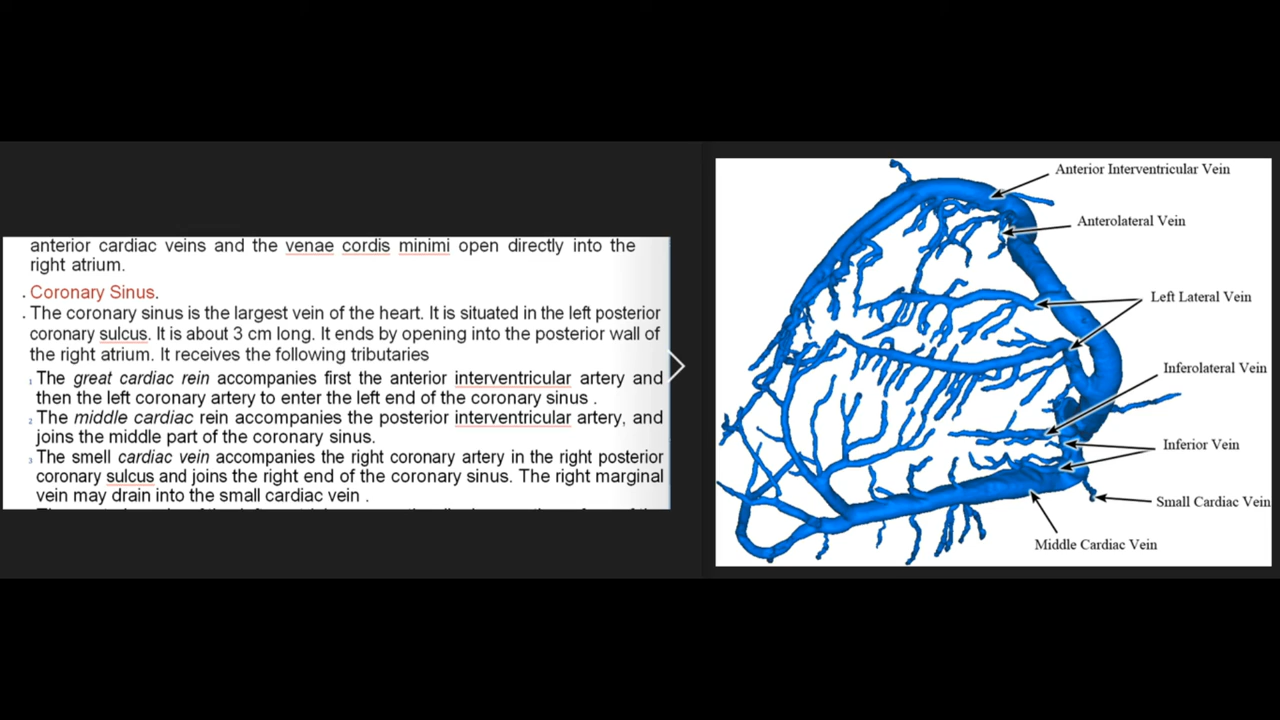 anterior cardiac veins and the venae cordis minimi open directly into the
right atrium.
Coronary Sinus.
The coronary sinus is the largest vein of the heart. It is situated in the left posterior
coronary sulcus. It is about 3 cm long. It ends by opening into the posterior wall of
the right atrium. It receives the following tributaries
1 The great cardiac rein accompanies first the anterior interventricular artery and
then the left coronary artery to enter the left end of the coronary sinus .
2 The middle cardiac rein accompanies the posterior interventricular artery, and
joins the middle part of the coronary sinus.
3 The smell cardiac vein accompanies the right coronary artery in the right posterior
coronary sulcus and joins the right end of the coronary sinus. The right marginal
vein may drain into the small cardiac vein .
Anterior Interventricular Vein
Anterolateral Vein
Left Lateral Vein
Inferolateral Vein
Inferior Vein
Small Cardiac Vein
Middle Cardiac Vein